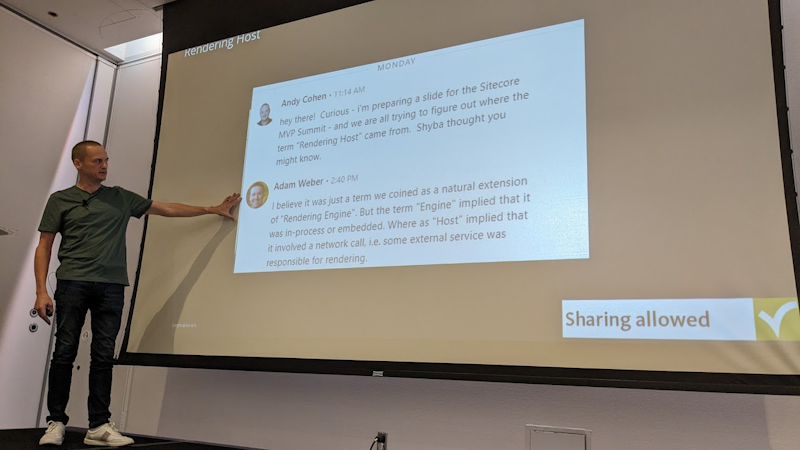 Rendering Host
MONDAY
Andy Cohen • 11:14 AM
hey there! Curious - i'm preparing a slide for the Sitecore
MVP Summit - and we are all trying to figure out where the
term "Rendering Host" came from. Shyba thought you
might know.
Adam Weber • 2:40 PM
I believe it was just a term we coined as a natural extension
of "Rendering Engine". But the term "Engine" implied that it
was in-process or embedded. Where as "Host" implied that
it involved a network call, i.e. some external service was
responsible for rendering.
Sharing allowed